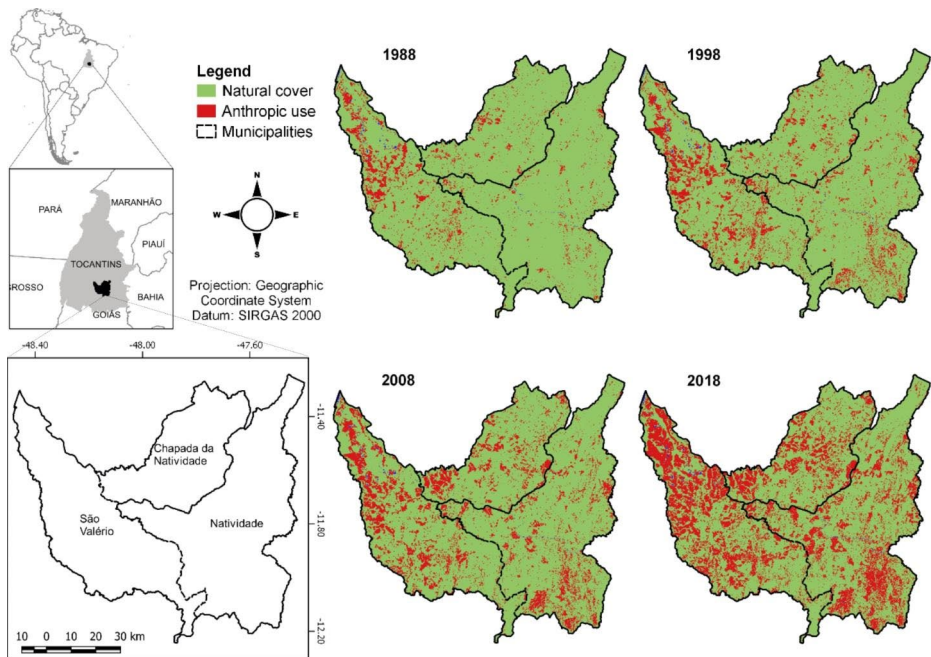 Legend
Natural cover
Anthropic use
Municipalities
N
W
E
S
Projection: Geographic
Coordinate System
Datum: SIRGAS 2000
PARÁ
MARANHÃO
PIAUÍ
TOCANTINS
GROSSO
BAHIA
GOIÁS
-48.40
-48.00
-47.60
-11.40
-11.80
-12.20
Chapada da
Natividade
São
Valério
Natividade
10 0 10 20 30 km
1988
1998
2008
2018